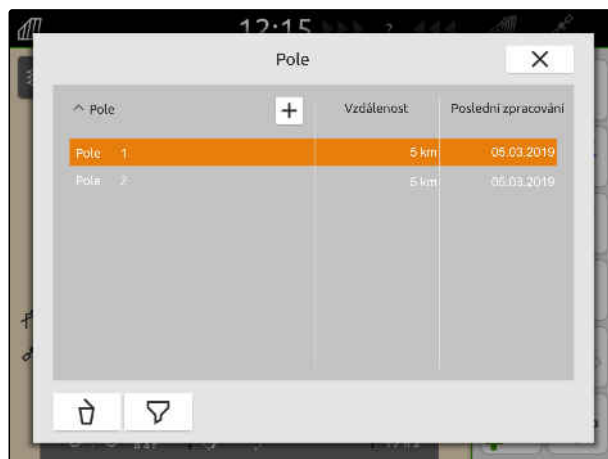 12:15
Pole
Pole
Vzdálenost
Poslední zpracování
Pole 1 5 km 05.03.2019
Pole 2 5 km 05.03.2019